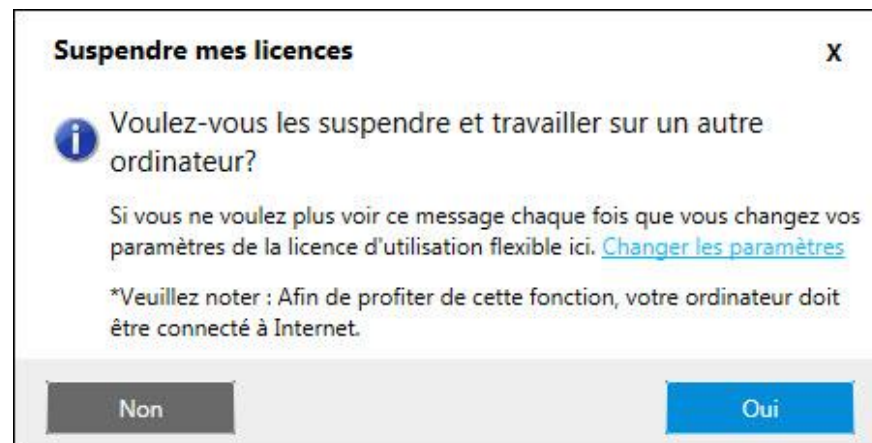 Suspendre mes licences
X
Voulez-vous les suspendre et travailler sur un autre
ordinateur?
Si vous ne voulez plus voir ce message chaque fois que vous changez vos
paramètres de la licence d'utilisation flexible ici. Changer les paramètres
*Veuillez noter : Afin de profiter de cette fonction, votre ordinateur doit
être connecté à Internet.
Non
Oui